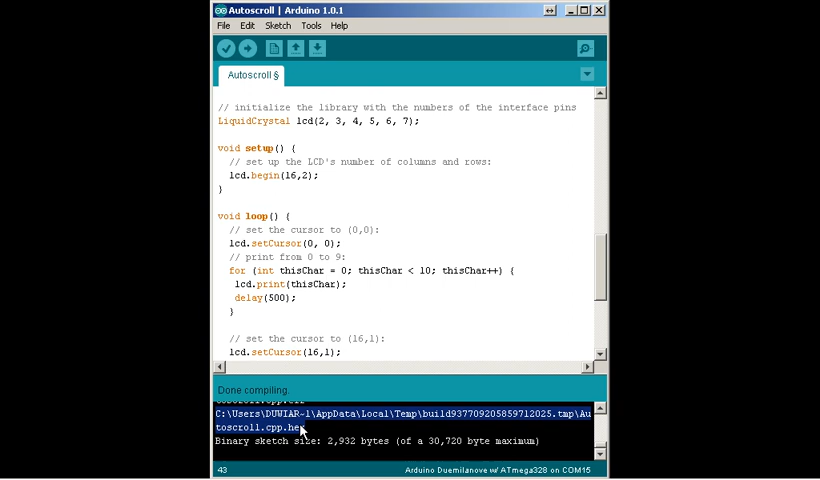 Autoscroll | Arduino 1.0.1
File Edit Sketch Tools Help
Autoscroll §
// initialize the library with the numbers of the interface pins
LiquidCrystal lcd(2, 3, 4, 5, 6, 7);
void setup() {
// set up the LCD's number of columns and rows:
lcd.begin(16,2);
}
void loop() {
// set the cursor to (0,0):
lcd.setCursor(0, 0);
// print from 0 to 9:
for (int thisChar = 0; thisChar < 10; thisChar++) {
lcd.print(thisChar);
delay(500);
}
// set the cursor to (16,1):
lcd.setCursor(16,1);
Done compiling.
C:\Users\DUWIAR~1\AppData\Local\Temp\build937709205859712025.tmp\Au
toscroll.cpp.hex
Binary sketch size: 2,932 bytes (of a 30,720 byte maximum)
43 Arduino Duemilanove w/ ATmega328 on COM15